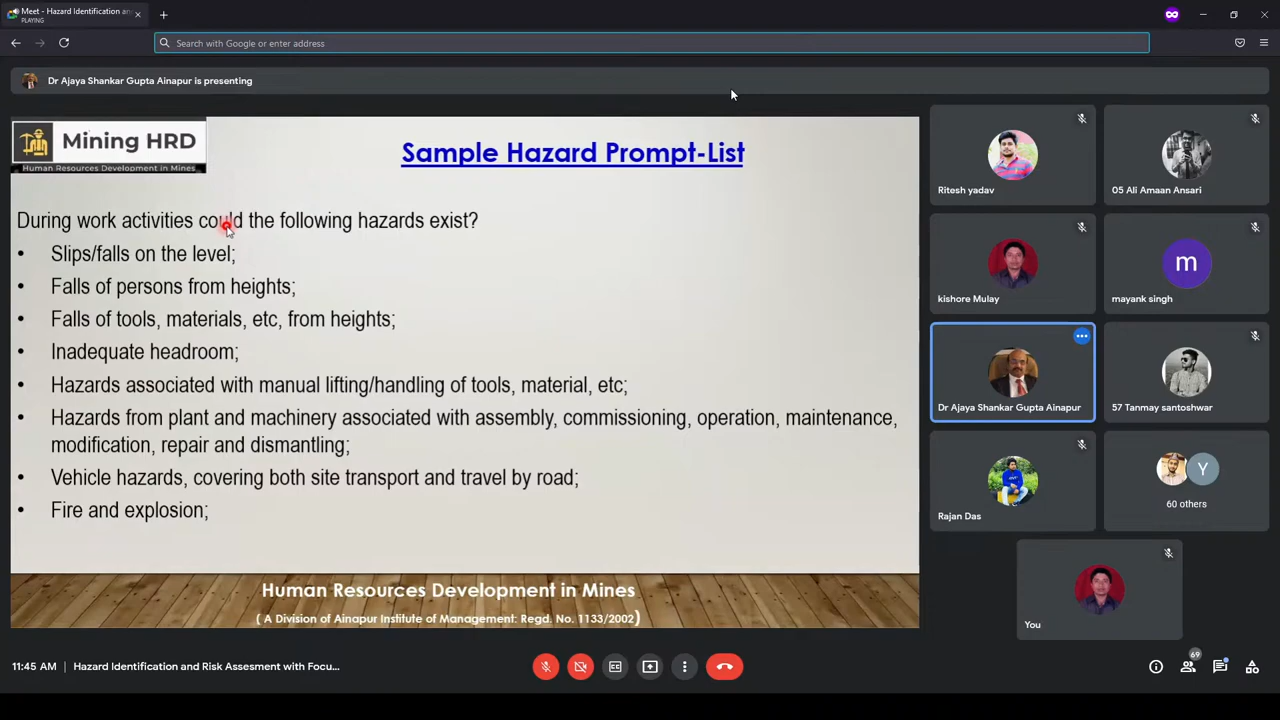 Meet - Hazard Identification an
PLAYING
Search with Google or enter address
Dr Ajaya Shankar Gupta Ainapur is presenting
Mining HRD
Human Resources Development in Mines
Sample Hazard Prompt-List
During work activities could the following hazards exist?
• Slips/falls on the level;
• Falls of persons from heights;
• Falls of tools, materials, etc, from heights;
• Inadequate headroom;
• Hazards associated with manual lifting/handling of tools, material, etc;
• Hazards from plant and machinery associated with assembly, commissioning, operation, maintenance,
modification, repair and dismantling;
• Vehicle hazards, covering both site transport and travel by road;
• Fire and explosion;
Human Resources Development in Mines
( A Division of Ainapur Institute of Management: Regd. No. 1133/2002)
Ritesh yadav
05 Ali Amaan Ansari
kishore Mulay
m
mayank singh
Dr Ajaya Shankar Gupta Ainapur
57 Tanmay santoshwar
Rajan Das
Y
60 others
You
11:45 AM | Hazard Identification and Risk Assesment with Focu...
69